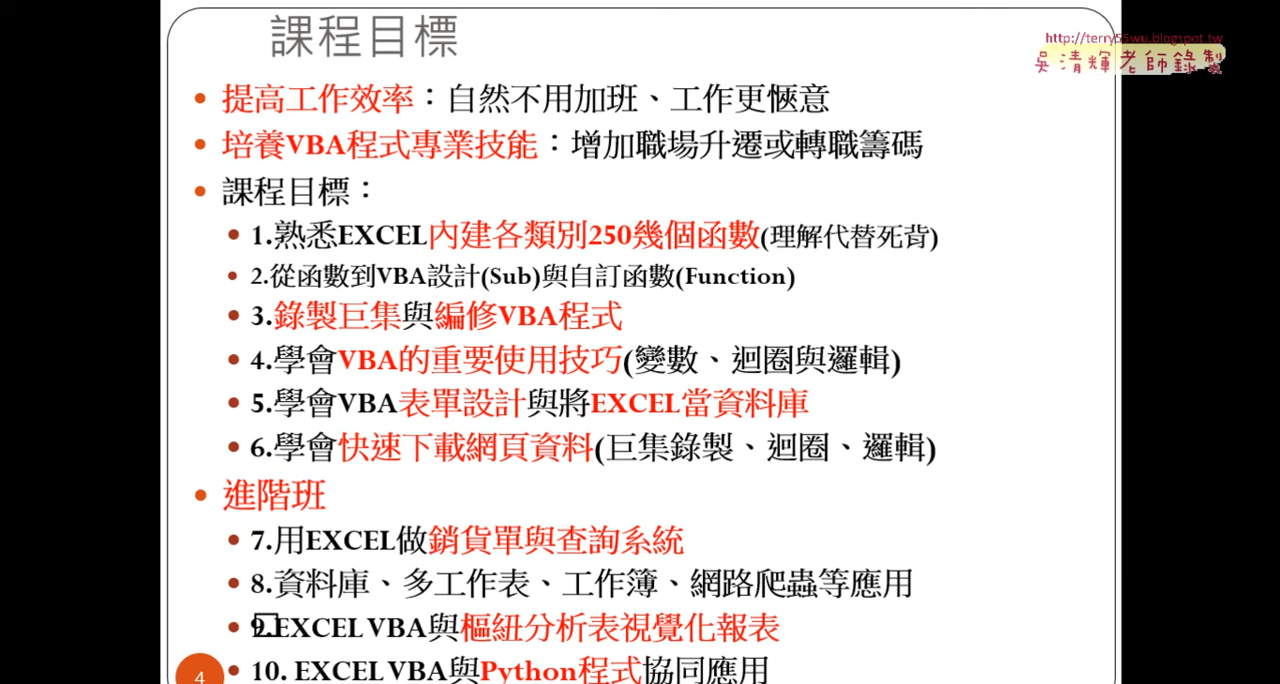 課程目標
http://terry55wu.blogspot.tw
吳清輝老師錄製
提高工作效率：自然不用加班、工作更愜意
培養VBA程式專業技能：增加職場升遷或轉職籌碼
課程目標：
1.熟悉EXCEL內建各類別250幾個函數(理解代替死背)
2.從函數到VBA設計(Sub)與自訂函數(Function)
3.錄製巨集與編修VBA程式
4.學會VBA的重要使用技巧(變數、迴圈與邏輯)
5.學會VBA表單設計與將EXCEL當資料庫
6.學會快速下載網頁資料(巨集錄製、迴圈、邏輯)
進階班
7.用EXCEL做銷貨單與查詢系統
8.資料庫、多工作表、工作簿、網路爬蟲等應用
9.EXCEL VBA與樞紐分析表視覺化報表
10. EXCEL VBA與Python程式協同應用
4